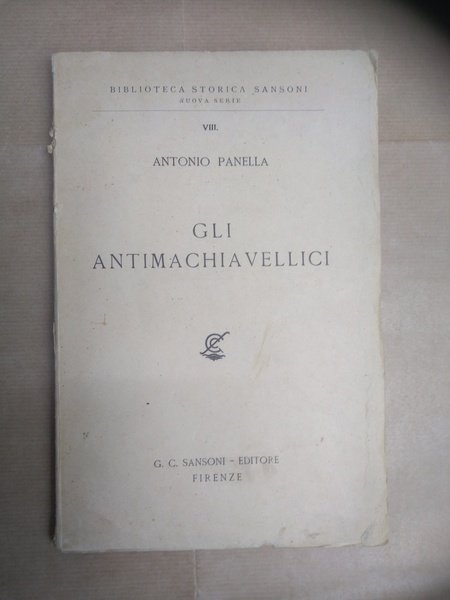 BIBLIOTECA STORICA SANSONI
NUOVA SERIE
VIII.
ANTONIO PANELLA
GLI
ANTIMACHIAVELLICI
G. C. SANSONI - EDITORE
FIRENZE